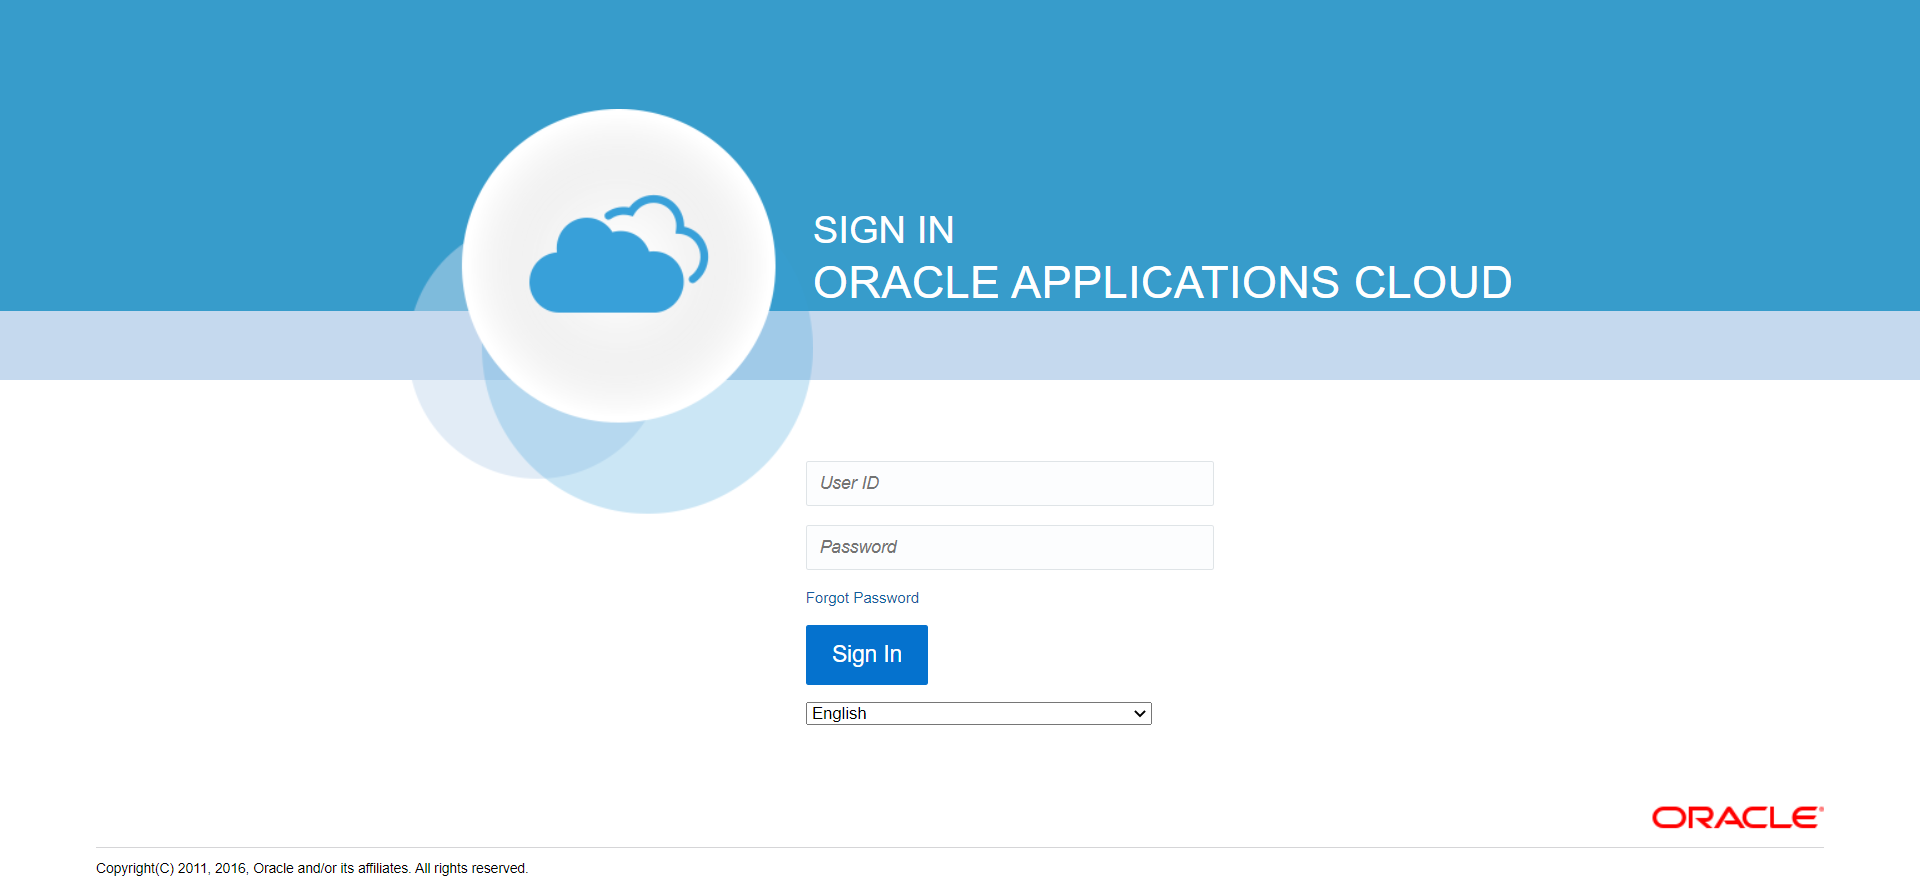 SIGN IN
ORACLE APPLICATIONS CLOUD
User ID
Password
Forgot Password
Sign In
English
ORACLE
Copyright(C) 2011, 2016, Oracle and/or its affiliates. All rights reserved.